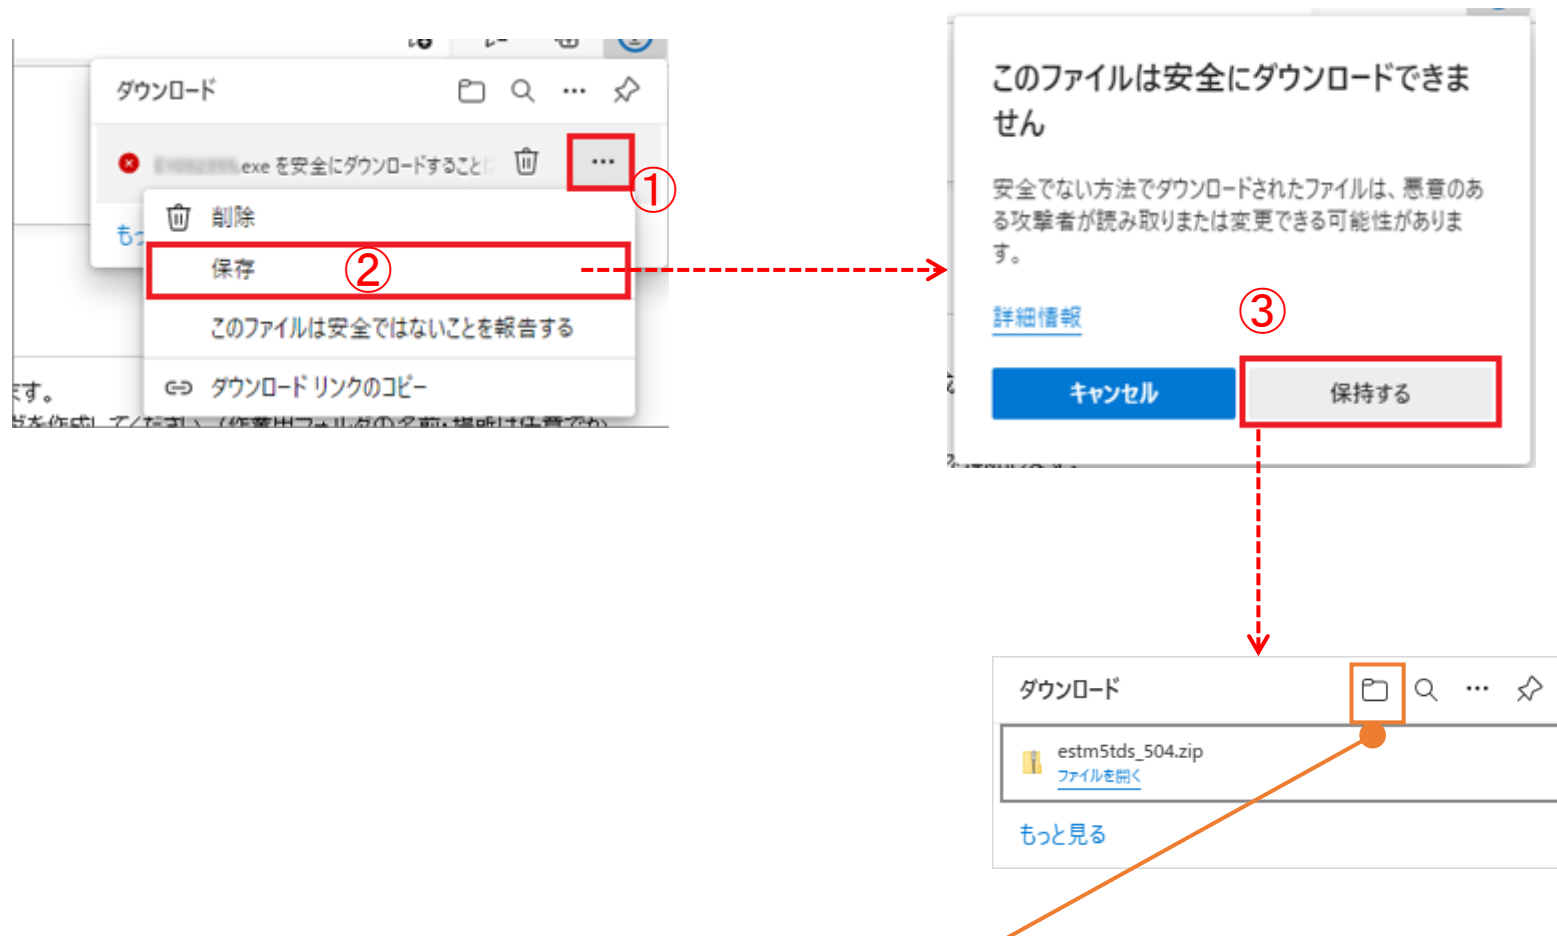 ダウンロード
.exe を安全にダウンロードすること
①
削除
保存
②
このファイルは安全ではないことを報告する
ダウンロード リンクのコピー
ます。
このファイルは安全にダウンロードできま
せん
安全でない方法でダウンロードされたファイルは、悪意のあ
る攻撃者が読み取りまたは変更できる可能性がありま
す。
詳細情報
③
キャンセル
保持する
ダウンロード
estm5tds_504.zip
ファイルを開く
もっと見る